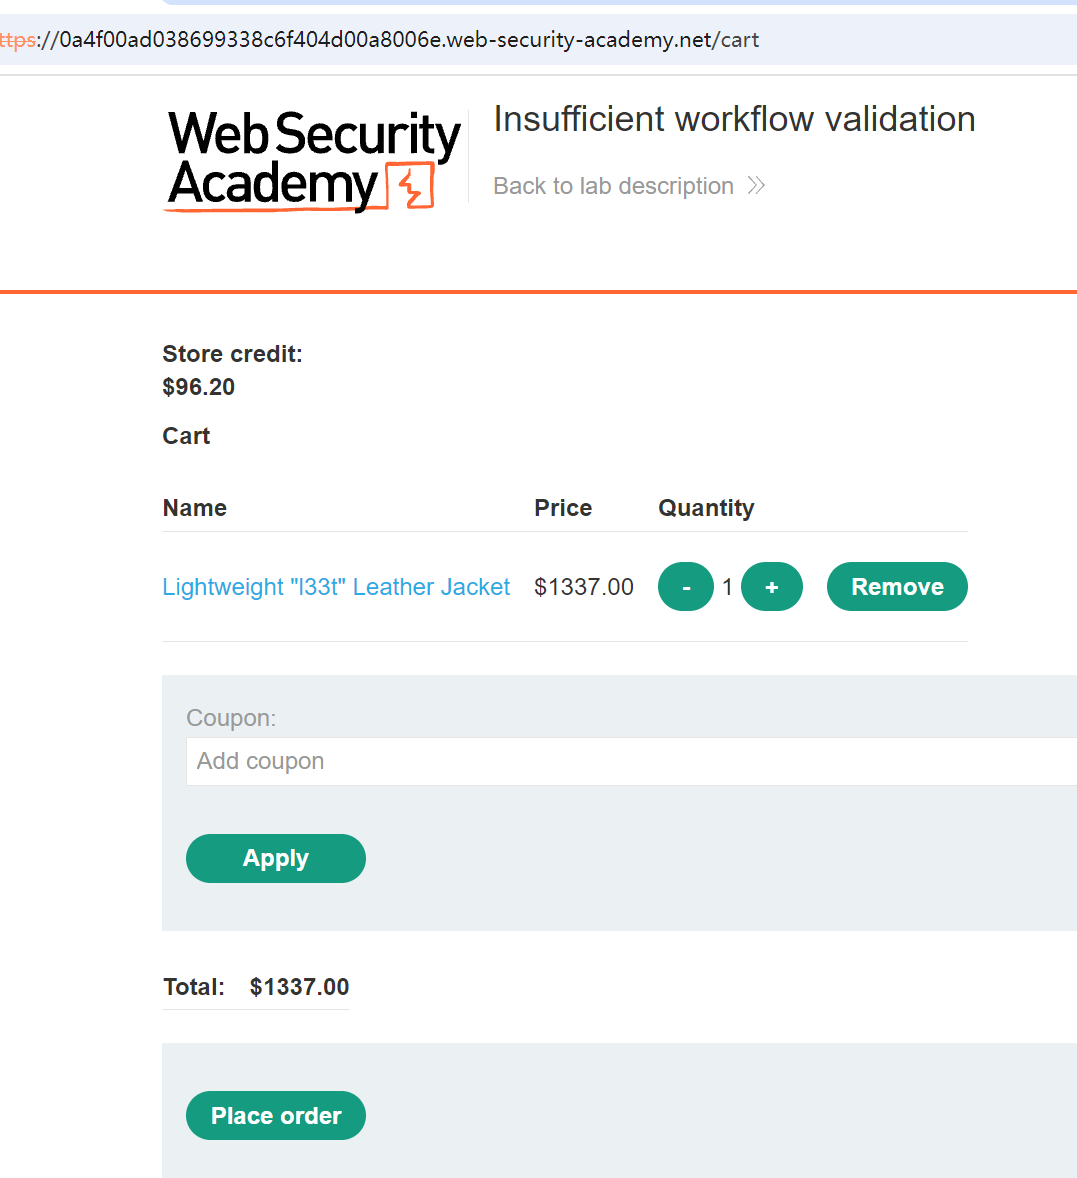 ttps://0a4f00ad038699338c6f404d00a8006e.web-security-academy.net/cart
Web Security
Academy
Insufficient workflow validation
Back to lab description
Store credit:
$96.20
Cart
Name Price Quantity
Lightweight "l33t" Leather Jacket $1337.00 - 1 + Remove
Coupon:
Add coupon
Apply
Total: $1337.00
Place order